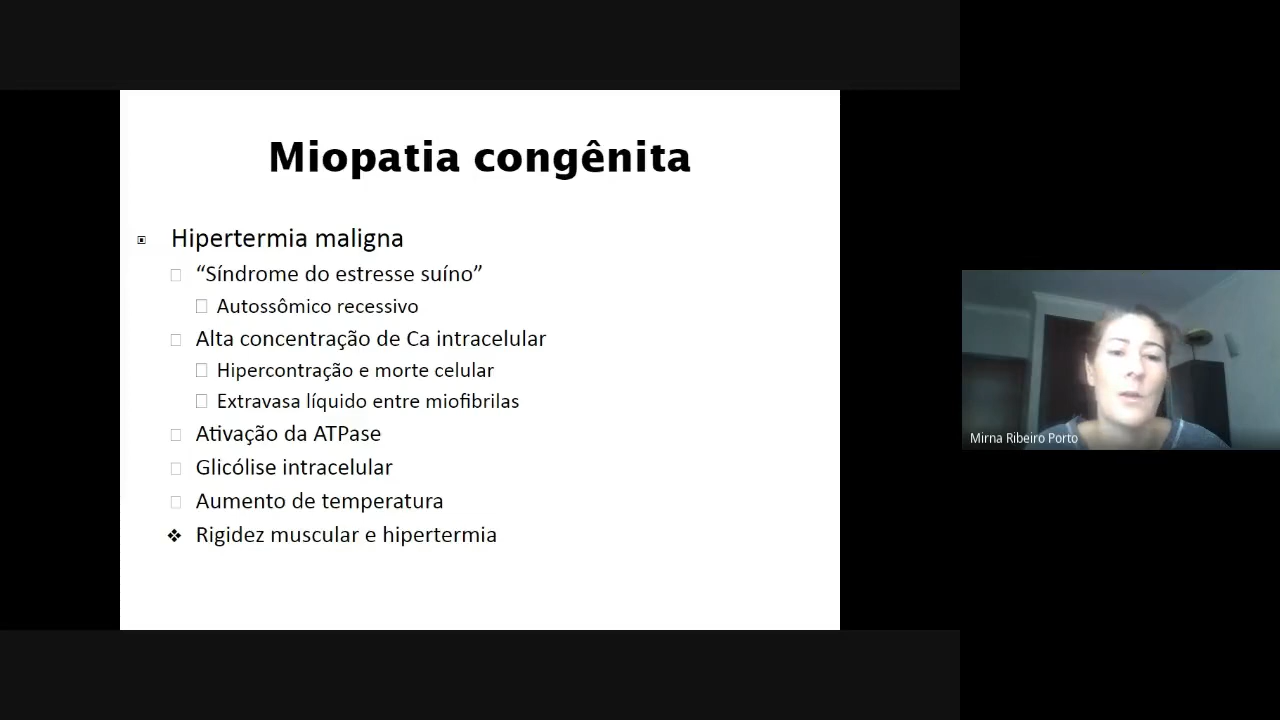 Miopatia congênita
Hipertermia maligna
“Síndrome do estresse suíno”
Autossômico recessivo
Alta concentração de Ca intracelular
Hipercontração e morte celular
Extravasa líquido entre miofibrilas
Ativação da ATPase
Glicólise intracelular
Aumento de temperatura
Rigidez muscular e hipertermia
Mirna Ribeiro Porto